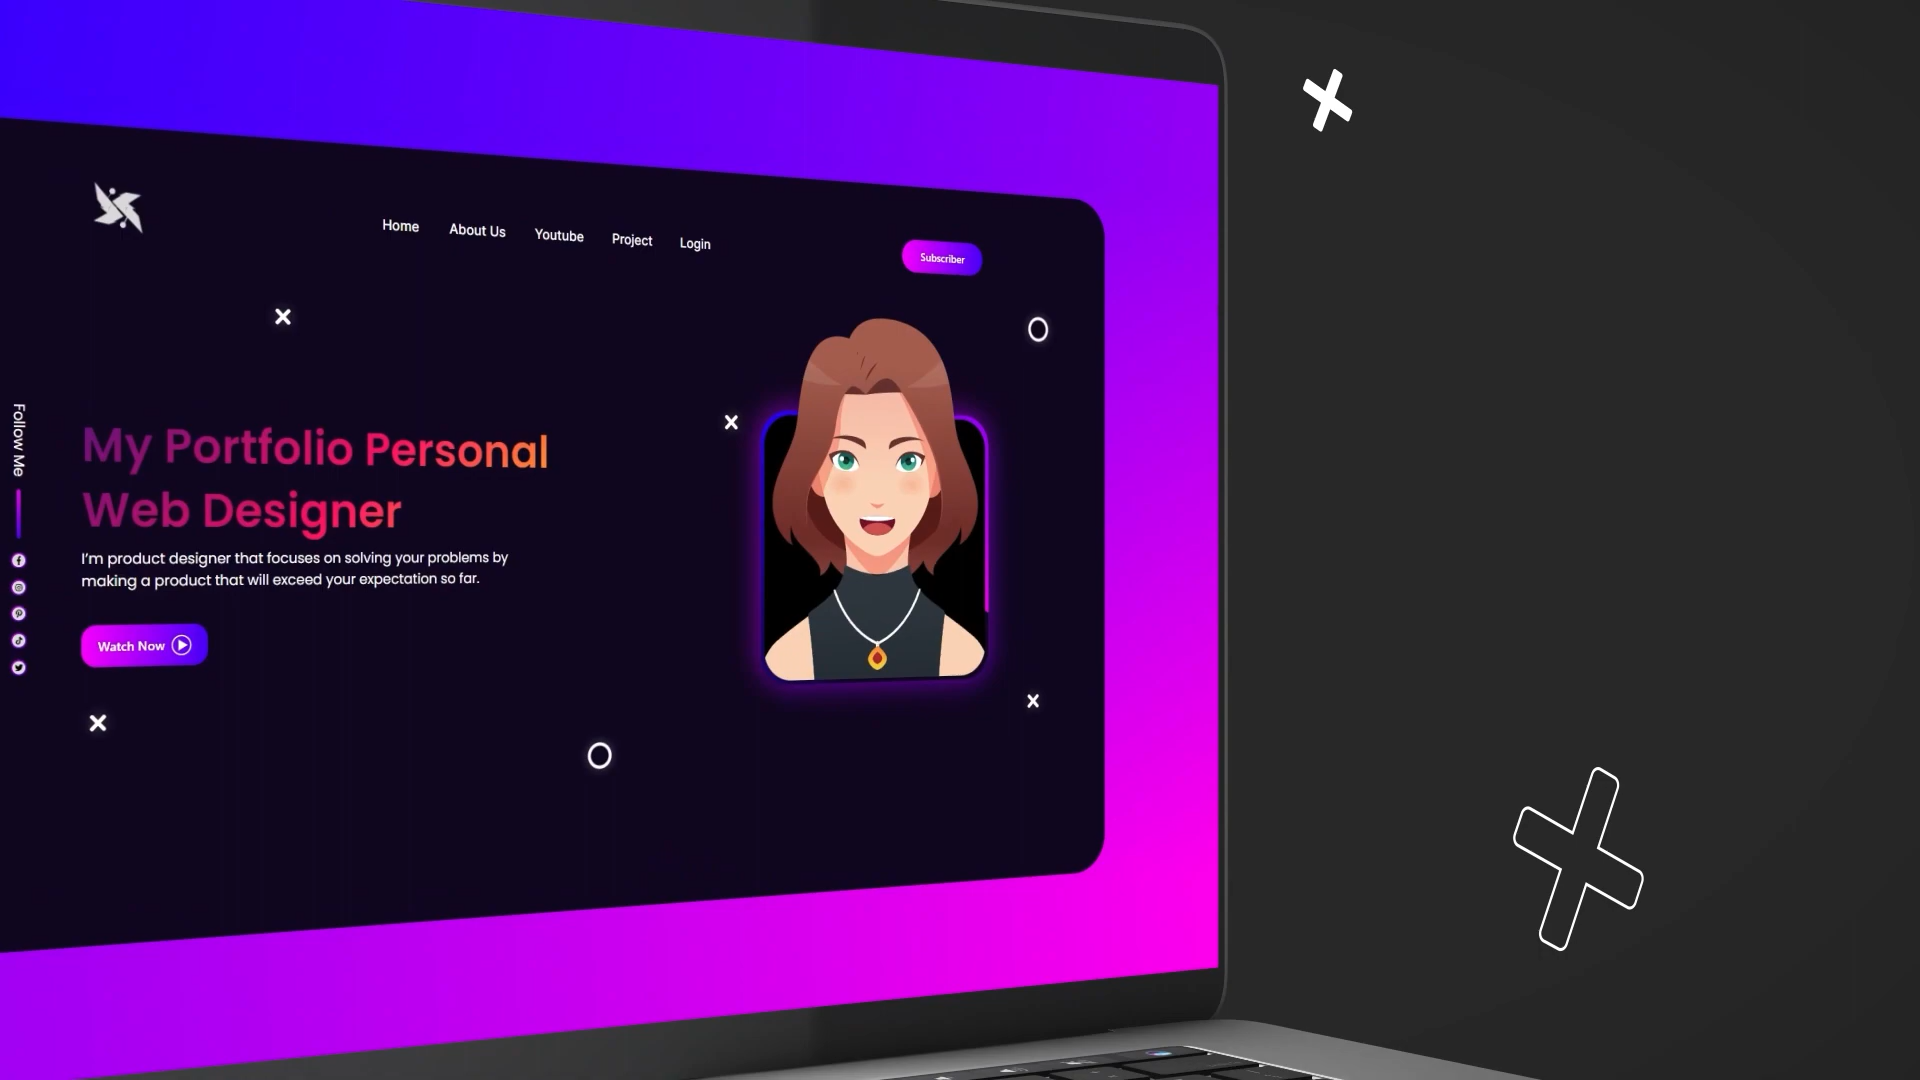 Home About Us Youtube Project Login
Subscriber
Follow Me
My Portfolio Personal
Web Designer
I'm product designer that focuses on solving your problems by
making a product that will exceed your expectation so far.
Watch Now